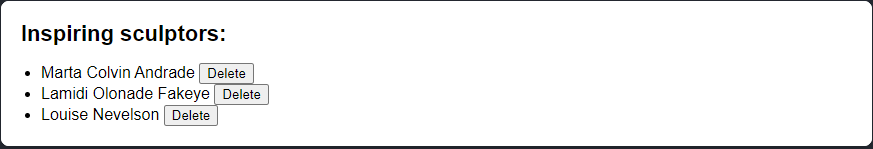 Inspiring sculptors:
Marta Colvin Andrade Delete
Lamidi Olonade Fakeye Delete
Louise Nevelson Delete